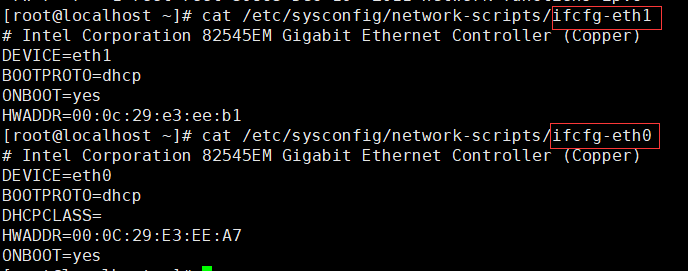 [root@localhost ~]# cat /etc/sysconfig/network-scripts/ifcfg-eth1
# Intel Corporation 82545EM Gigabit Ethernet Controller (Copper)
DEVICE=eth1
BOOTPROTO=dhcp
ONBOOT=yes
HWADDR=00:0c:29:e3:ee:b1
[root@localhost ~]# cat /etc/sysconfig/network-scripts/ifcfg-eth0
# Intel Corporation 82545EM Gigabit Ethernet Controller (Copper)
DEVICE=eth0
BOOTPROTO=dhcp
DHCPCLASS=
HWADDR=00:0C:29:E3:EE:A7
ONBOOT=yes
[root@localhost ~]#